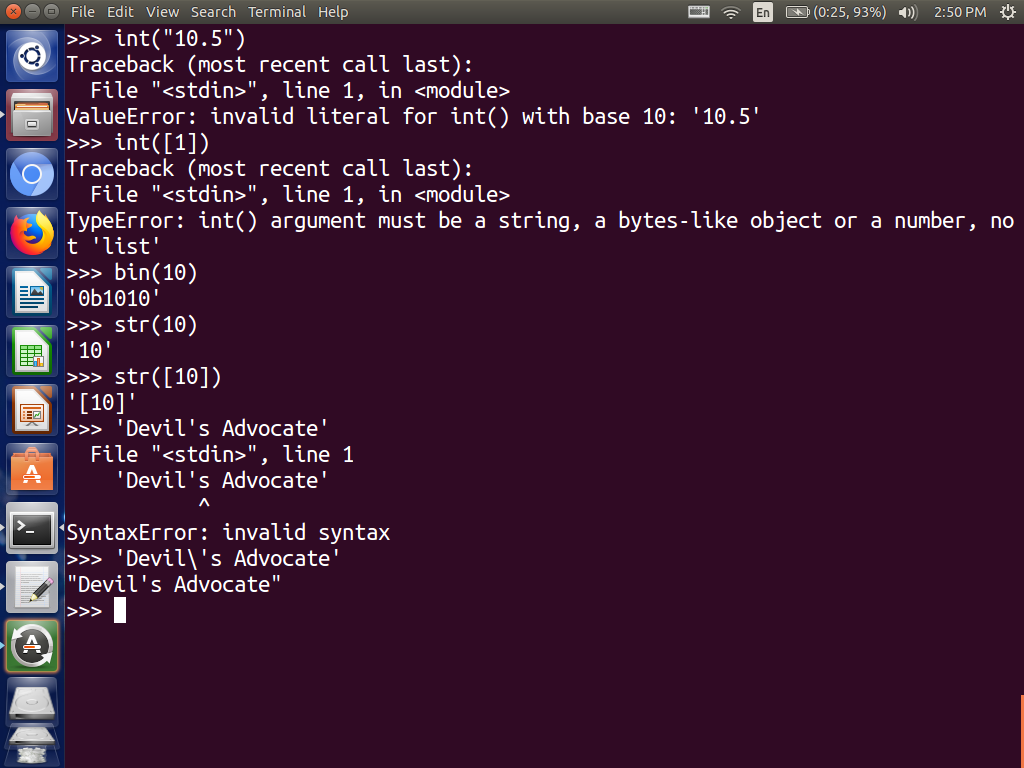 File Edit View Search Terminal Help En (0:25, 93%) 2:50 PM
>>> int("10.5")
Traceback (most recent call last):
  File "<stdin>", line 1, in <module>
ValueError: invalid literal for int() with base 10: '10.5'
>>> int([1])
Traceback (most recent call last):
  File "<stdin>", line 1, in <module>
TypeError: int() argument must be a string, a bytes-like object or a number, no
t 'list'
>>> bin(10)
'0b1010'
>>> str(10)
'10'
>>> str([10])
'[10]'
>>> 'Devil's Advocate'
  File "<stdin>", line 1
    'Devil's Advocate'
           ^
SyntaxError: invalid syntax
>>> 'Devil\'s Advocate'
"Devil's Advocate"
>>>